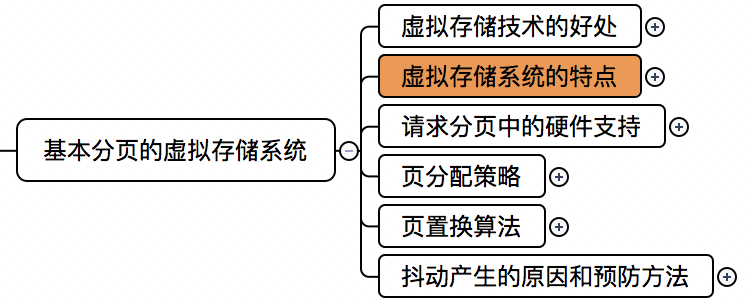 虚拟存储技术的好处
虚拟存储系统的特点
请求分页中的硬件支持
基本分页的虚拟存储系统
页分配策略
页置换算法
抖动产生的原因和预防方法